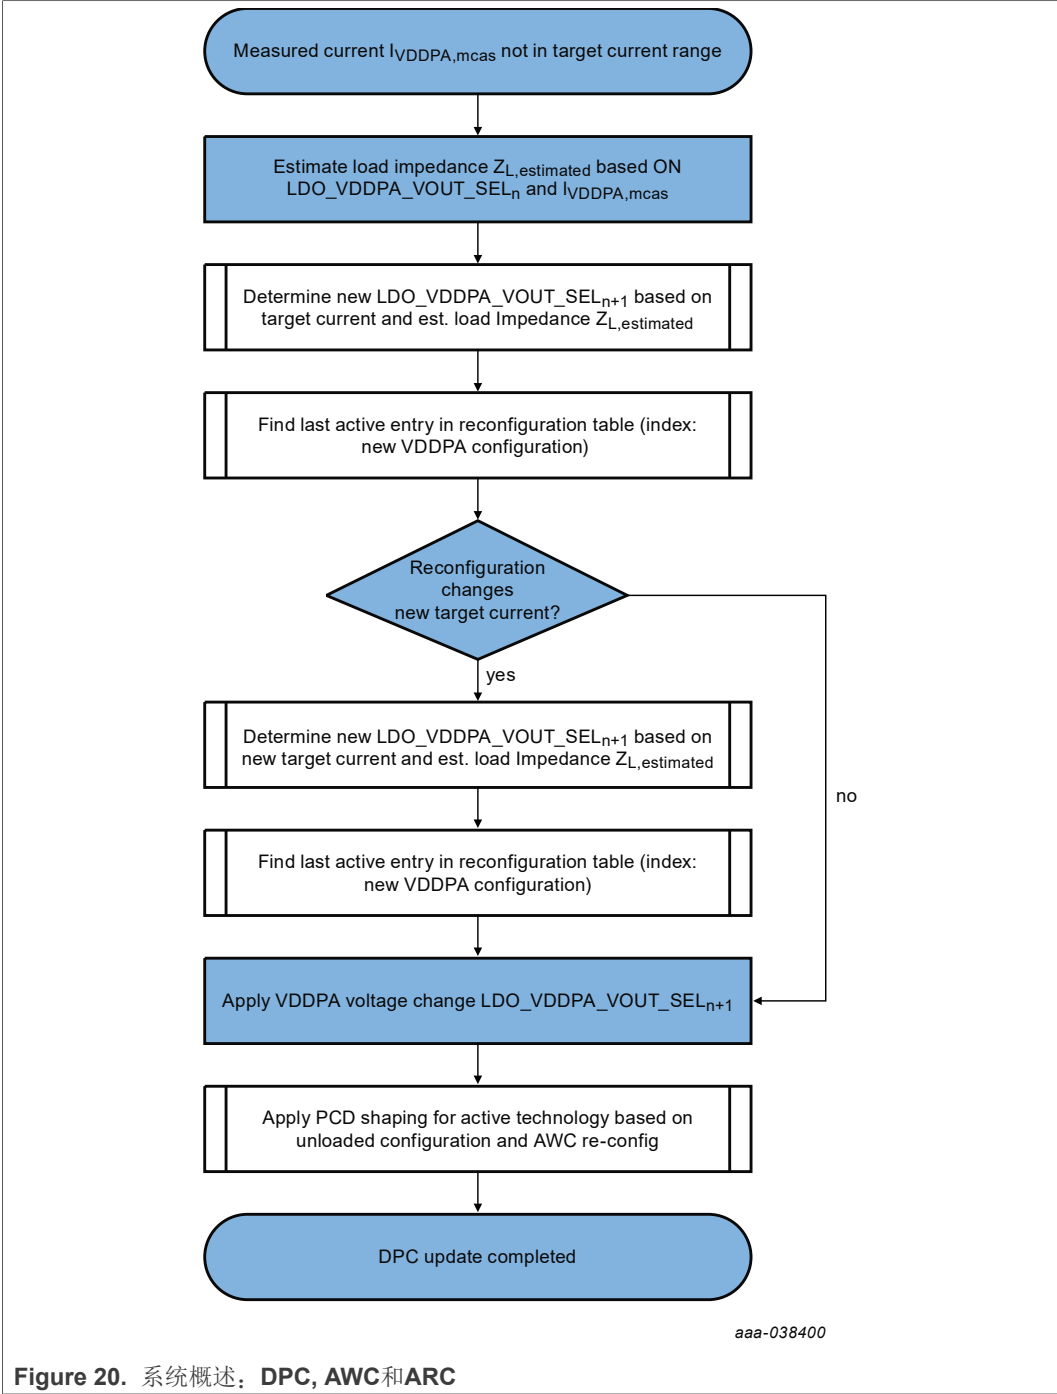 Measured current IVDDPA,mcas not in target current range
Estimate load impedance ZL,estimated based ON
LDO_VDDPA_VOUT_SELn and IVDDPA,mcas
Determine new LDO_VDDPA_VOUT_SELn+1 based on
target current and est. load Impedance ZL,estimated
Find last active entry in reconfiguration table (index:
new VDDPA configuration)
Reconfiguration
changes
new target current?
yes
no
Determine new LDO_VDDPA_VOUT_SELn+1 based on
new target current and est. load Impedance ZL,estimated
Find last active entry in reconfiguration table (index:
new VDDPA configuration)
Apply VDDPA voltage change LDO_VDDPA_VOUT_SELn+1
Apply PCD shaping for active technology based on
unloaded configuration and AWC re-config
DPC update completed
aaa-038400
Figure 20. 系统概述：DPC, AWC和ARC